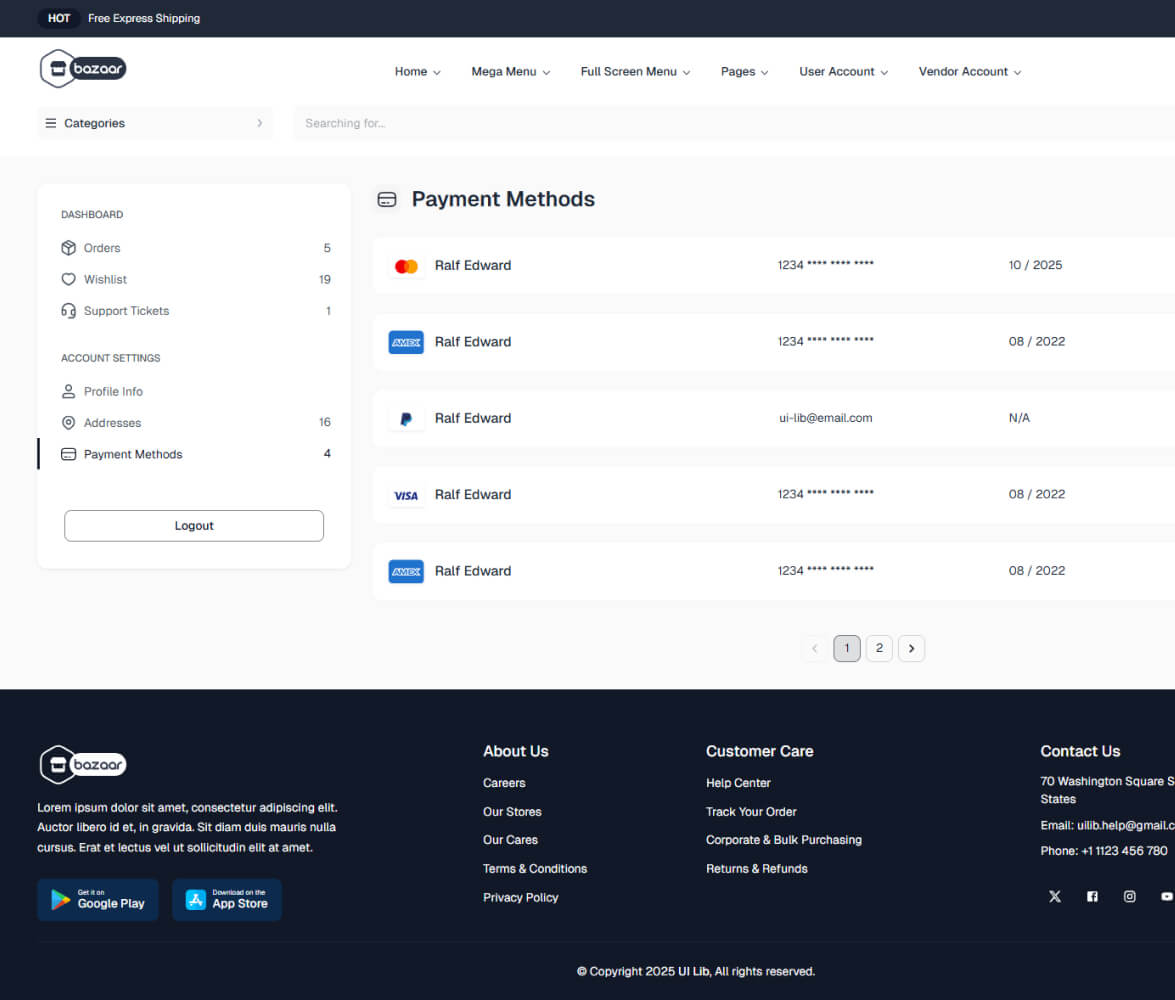 HOT Free Express Shipping
bazaar
Home Mega Menu Full Screen Menu Pages User Account Vendor Account
Categories Searching for...
DASHBOARD
Orders 5
Wishlist 19
Support Tickets 1
ACCOUNT SETTINGS
Profile Info
Addresses 16
Payment Methods 4
Logout
Payment Methods
Ralf Edward 1234 **** **** **** 10 / 2025
AMEX Ralf Edward 1234 **** **** **** 08 / 2022
Ralf Edward ui-lib@email.com N/A
VISA Ralf Edward 1234 **** **** **** 08 / 2022
AMEX Ralf Edward 1234 **** **** **** 08 / 2022
1 2
bazaar
Lorem ipsum dolor sit amet, consectetur adipiscing elit.
Auctor libero id et, in gravida. Sit diam duis mauris nulla
cursus. Erat et lectus vel ut sollicitudin elit at amet.
Get it on
Google Play
Download on the
App Store
About Us
Careers
Our Stores
Our Cares
Terms & Conditions
Privacy Policy
Customer Care
Help Center
Track Your Order
Corporate & Bulk Purchasing
Returns & Refunds
Contact Us
70 Washington Square S
States
Email: uilib.help@gmail.c
Phone: +1 1123 456 780
© Copyright 2025 UI Lib, All rights reserved.